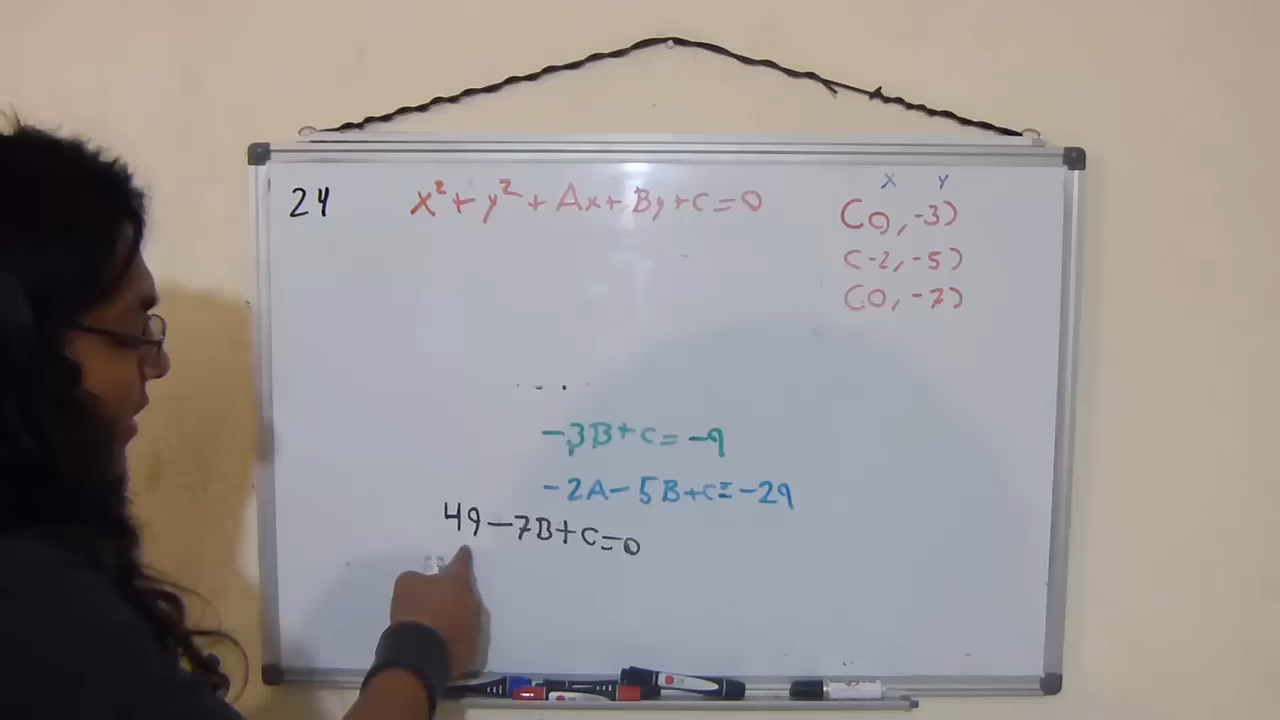 24
x² + y² + Ax + By + C = 0
x y
(0, -3)
(-2, -5)
(0, -7)
-3B + C = -9
-2A - 5B + C = -29
49 - 7B + C = 0